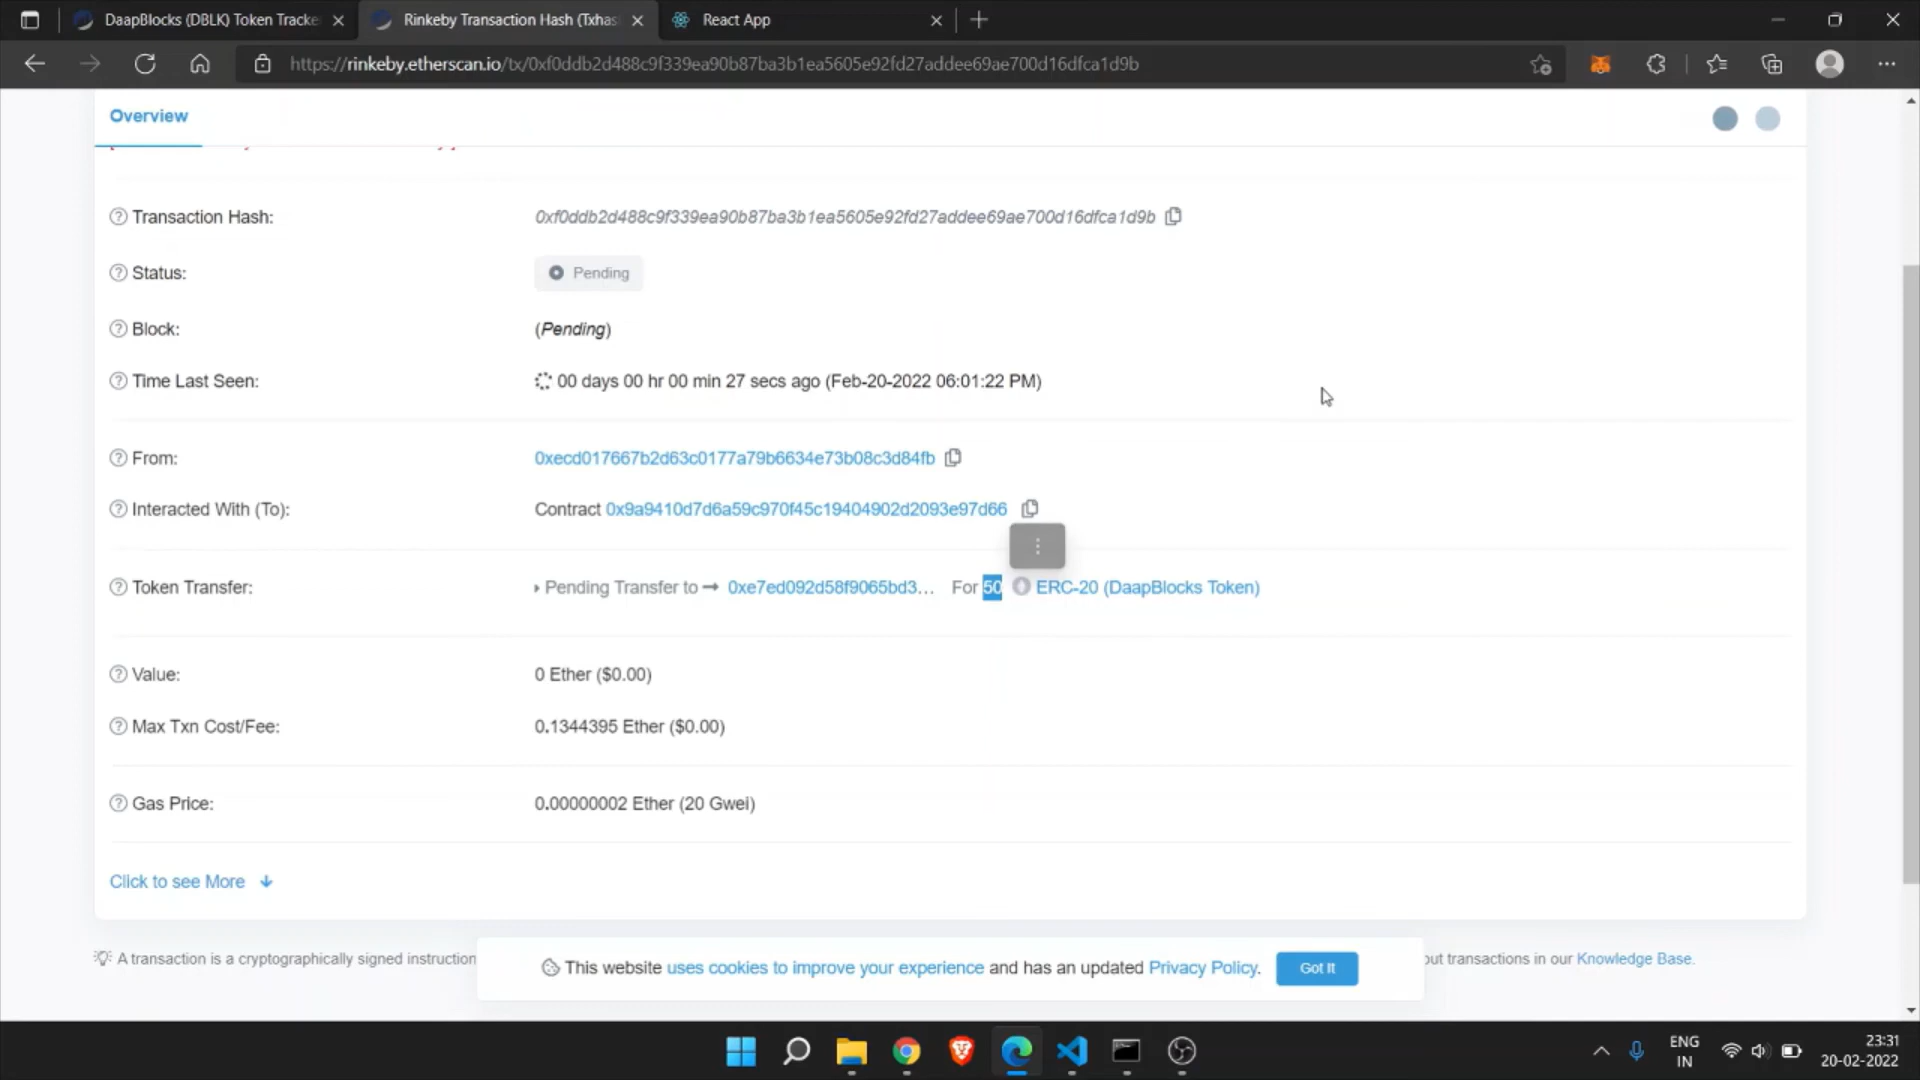 DaapBlocks (DBLK) Token Tracke
Rinkeby Transaction Hash (Txhas
React App
https://rinkeby.etherscan.io/tx/0xf0ddb2d488c9f339ea90b87ba3b1ea5605e92fd27addee69ae700d16dfca1d9b
Overview
Transaction Hash: 0xf0ddb2d488c9f339ea90b87ba3b1ea5605e92fd27addee69ae700d16dfca1d9b
Status: Pending
Block: (Pending)
Time Last Seen: 00 days 00 hr 00 min 27 secs ago (Feb-20-2022 06:01:22 PM)
From: 0xecd017667b2d63c0177a79b6634e73b08c3d84fb
Interacted With (To): Contract 0x9a9410d7d6a59c970f45c19404902d2093e97d66
Token Transfer: Pending Transfer to → 0xe7ed092d58f9065bd3... For 50 ERC-20 (DaapBlocks Token)
Value: 0 Ether ($0.00)
Max Txn Cost/Fee: 0.1344395 Ether ($0.00)
Gas Price: 0.00000002 Ether (20 Gwei)
Click to see More
A transaction is a cryptographically signed instruction
out transactions in our Knowledge Base.
This website uses cookies to improve your experience and has an updated Privacy Policy. Got It
ENG
IN
23:31
20-02-2022